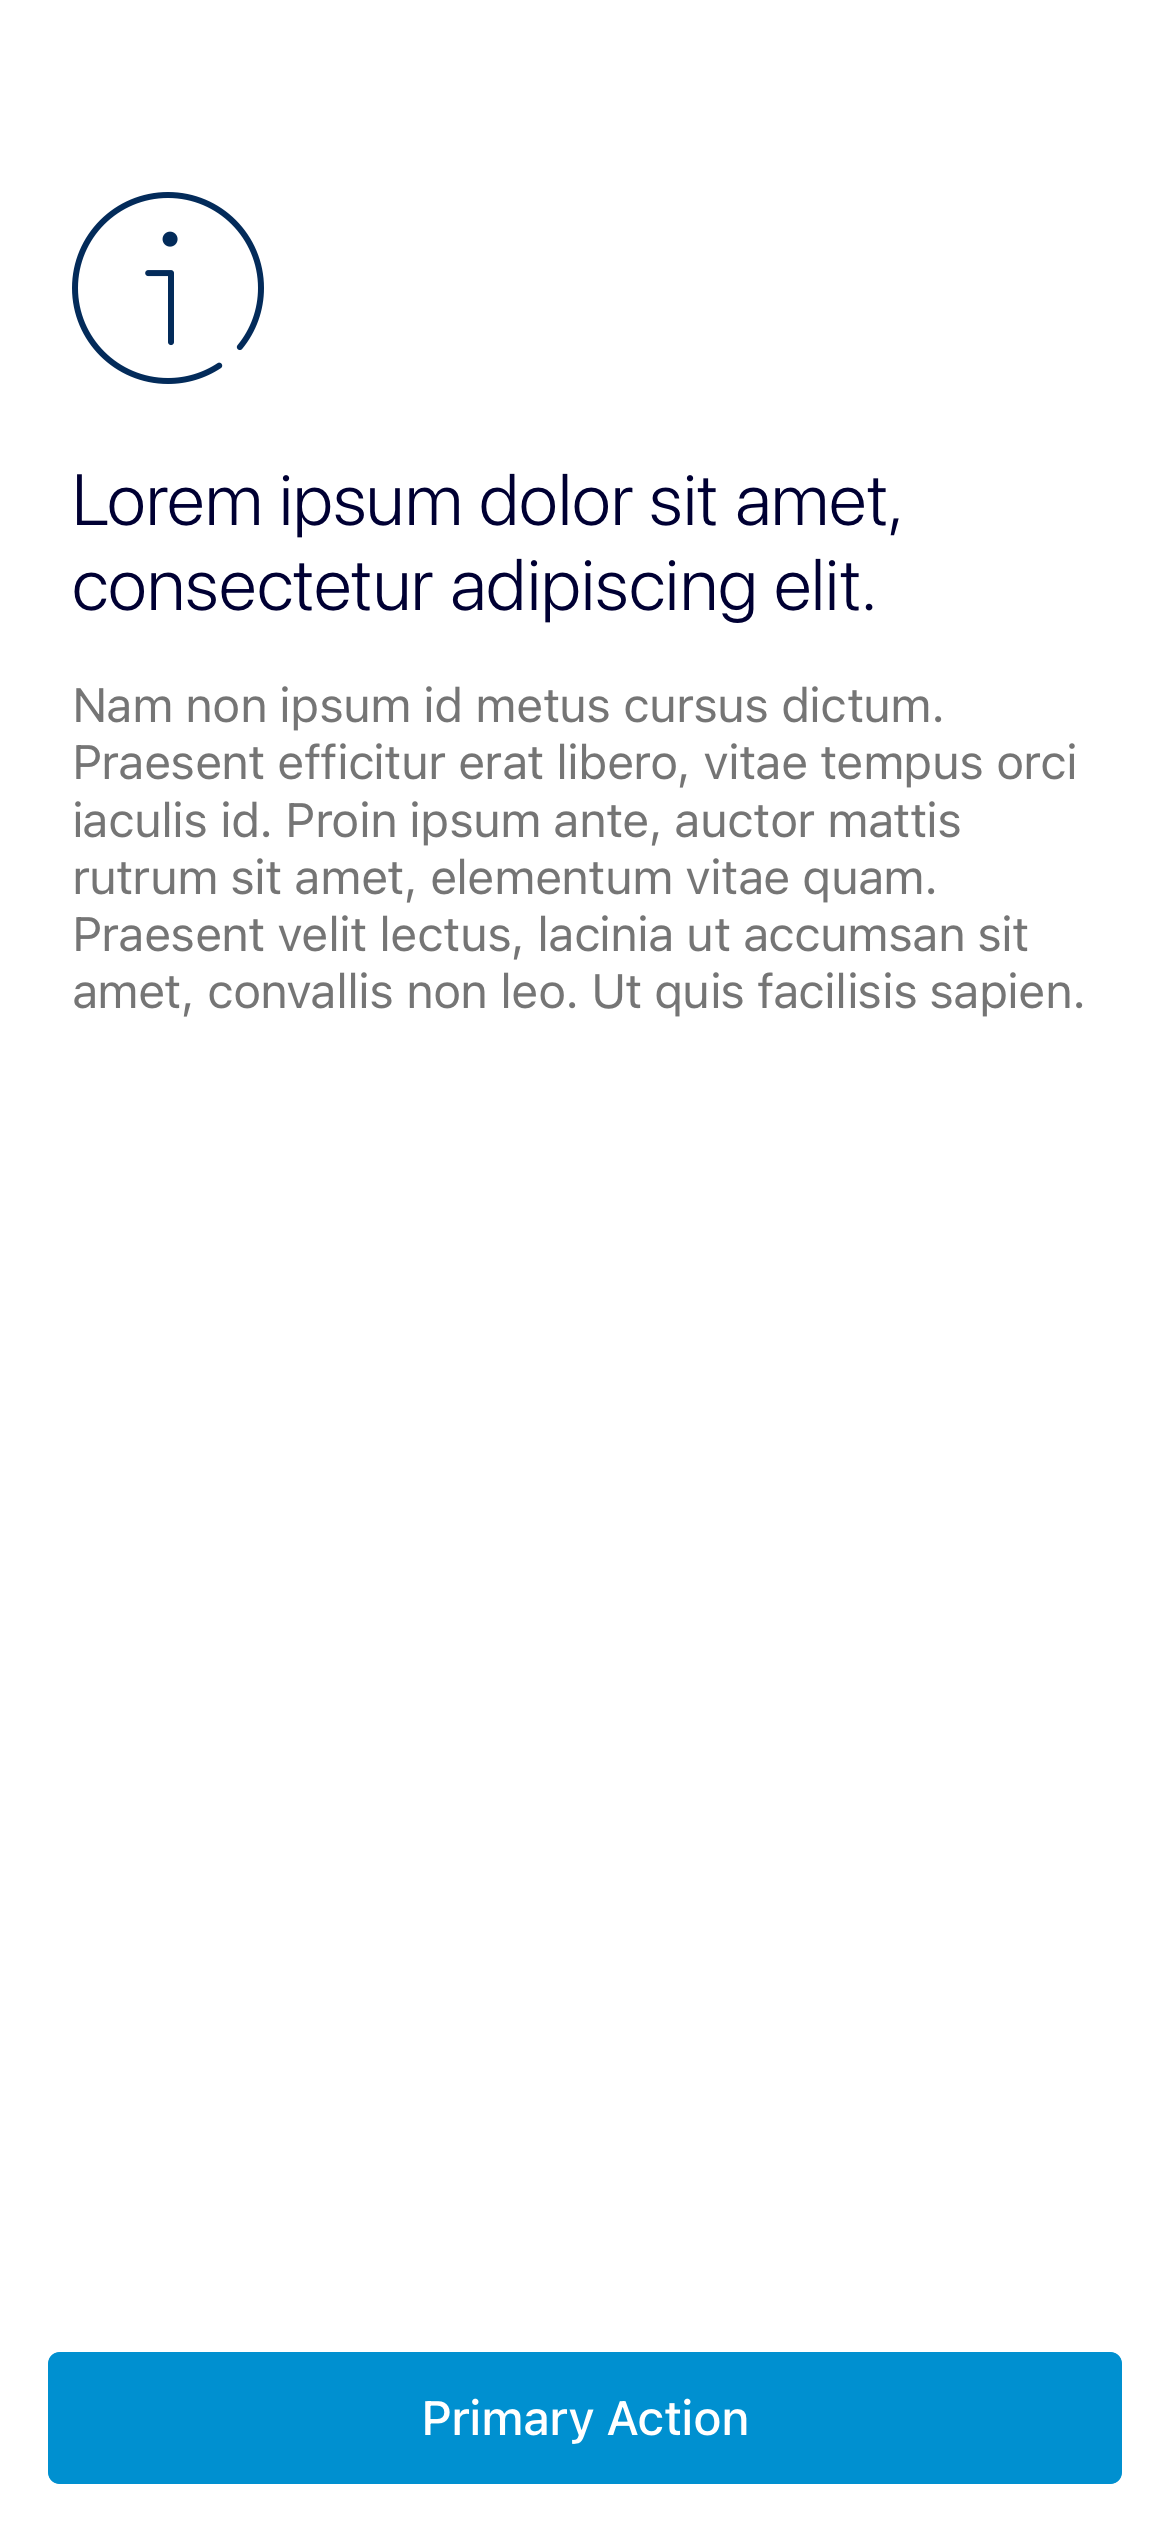 Lorem ipsum dolor sit amet,
consectetur adipiscing elit.
Nam non ipsum id metus cursus dictum.
Praesent efficitur erat libero, vitae tempus orci
iaculis id. Proin ipsum ante, auctor mattis
rutrum sit amet, elementum vitae quam.
Praesent velit lectus, lacinia ut accumsan sit
amet, convallis non leo. Ut quis facilisis sapien.
Primary Action